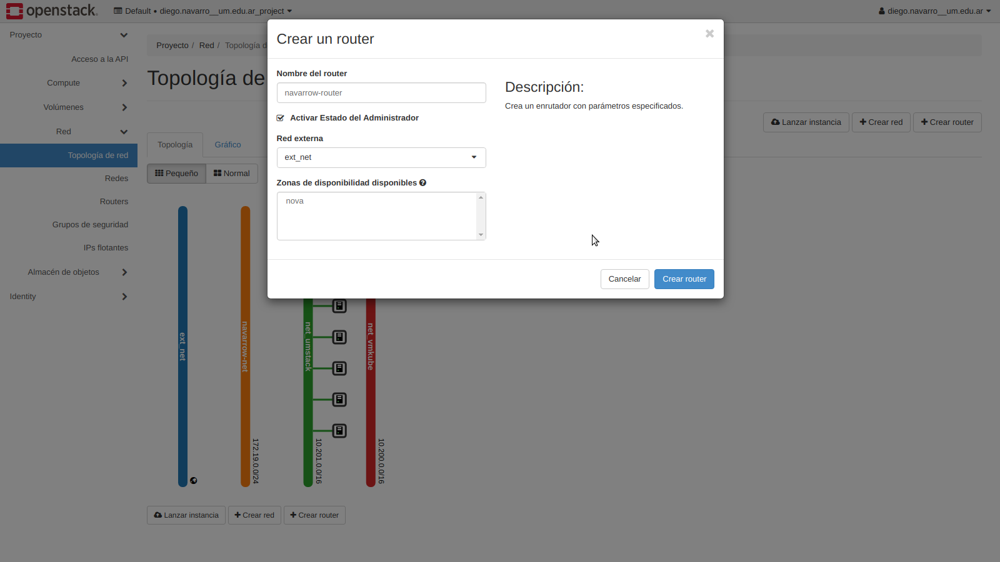 openstack.
Default • diego.navarro__um.edu.ar_project
diego.navarro__um.edu.ar
Proyecto
Acceso a la API
Compute
Volúmenes
Red
Topología de red
Redes
Routers
Grupos de seguridad
IPs flotantes
Almacén de objetos
Identity
Proyecto / Red / Topología d
Topología de
Lanzar instancia
Crear red
Crear router
Topología
Gráfico
Pequeño
Normal
Crear un router
Nombre del router
navarrow-router
Activar Estado del Administrador
Red externa
ext_net
Zonas de disponibilidad disponibles
nova
Descripción:
Crea un enrutador con parámetros especificados.
Cancelar
Crear router
ext_net
navarrow-net
172.19.0.0/24
net_umstack
10.201.0.0/16
net_vmkube
10.200.0.0/16
Lanzar instancia
Crear red
Crear router